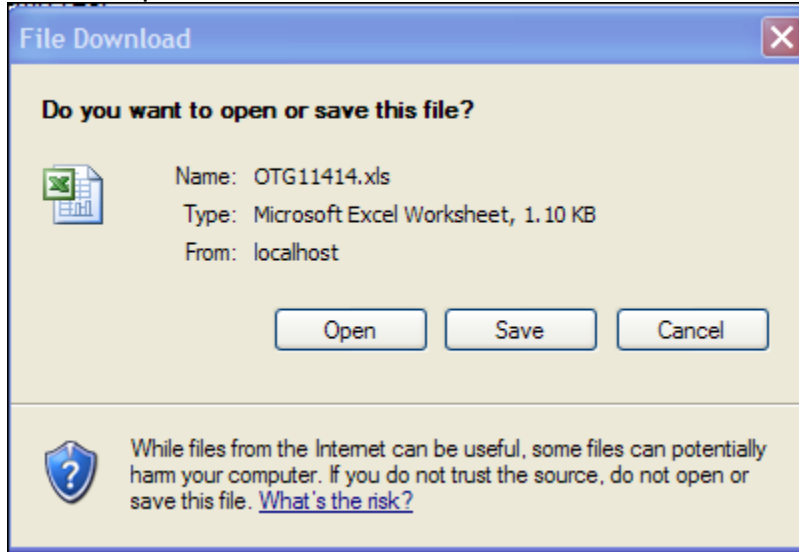 File Download
Do you want to open or save this file?
Name: OTG11414.xls
Type: Microsoft Excel Worksheet, 1.10 KB
From: localhost
Open Save Cancel
While files from the Internet can be useful, some files can potentially
harm your computer. If you do not trust the source, do not open or
save this file. What's the risk?